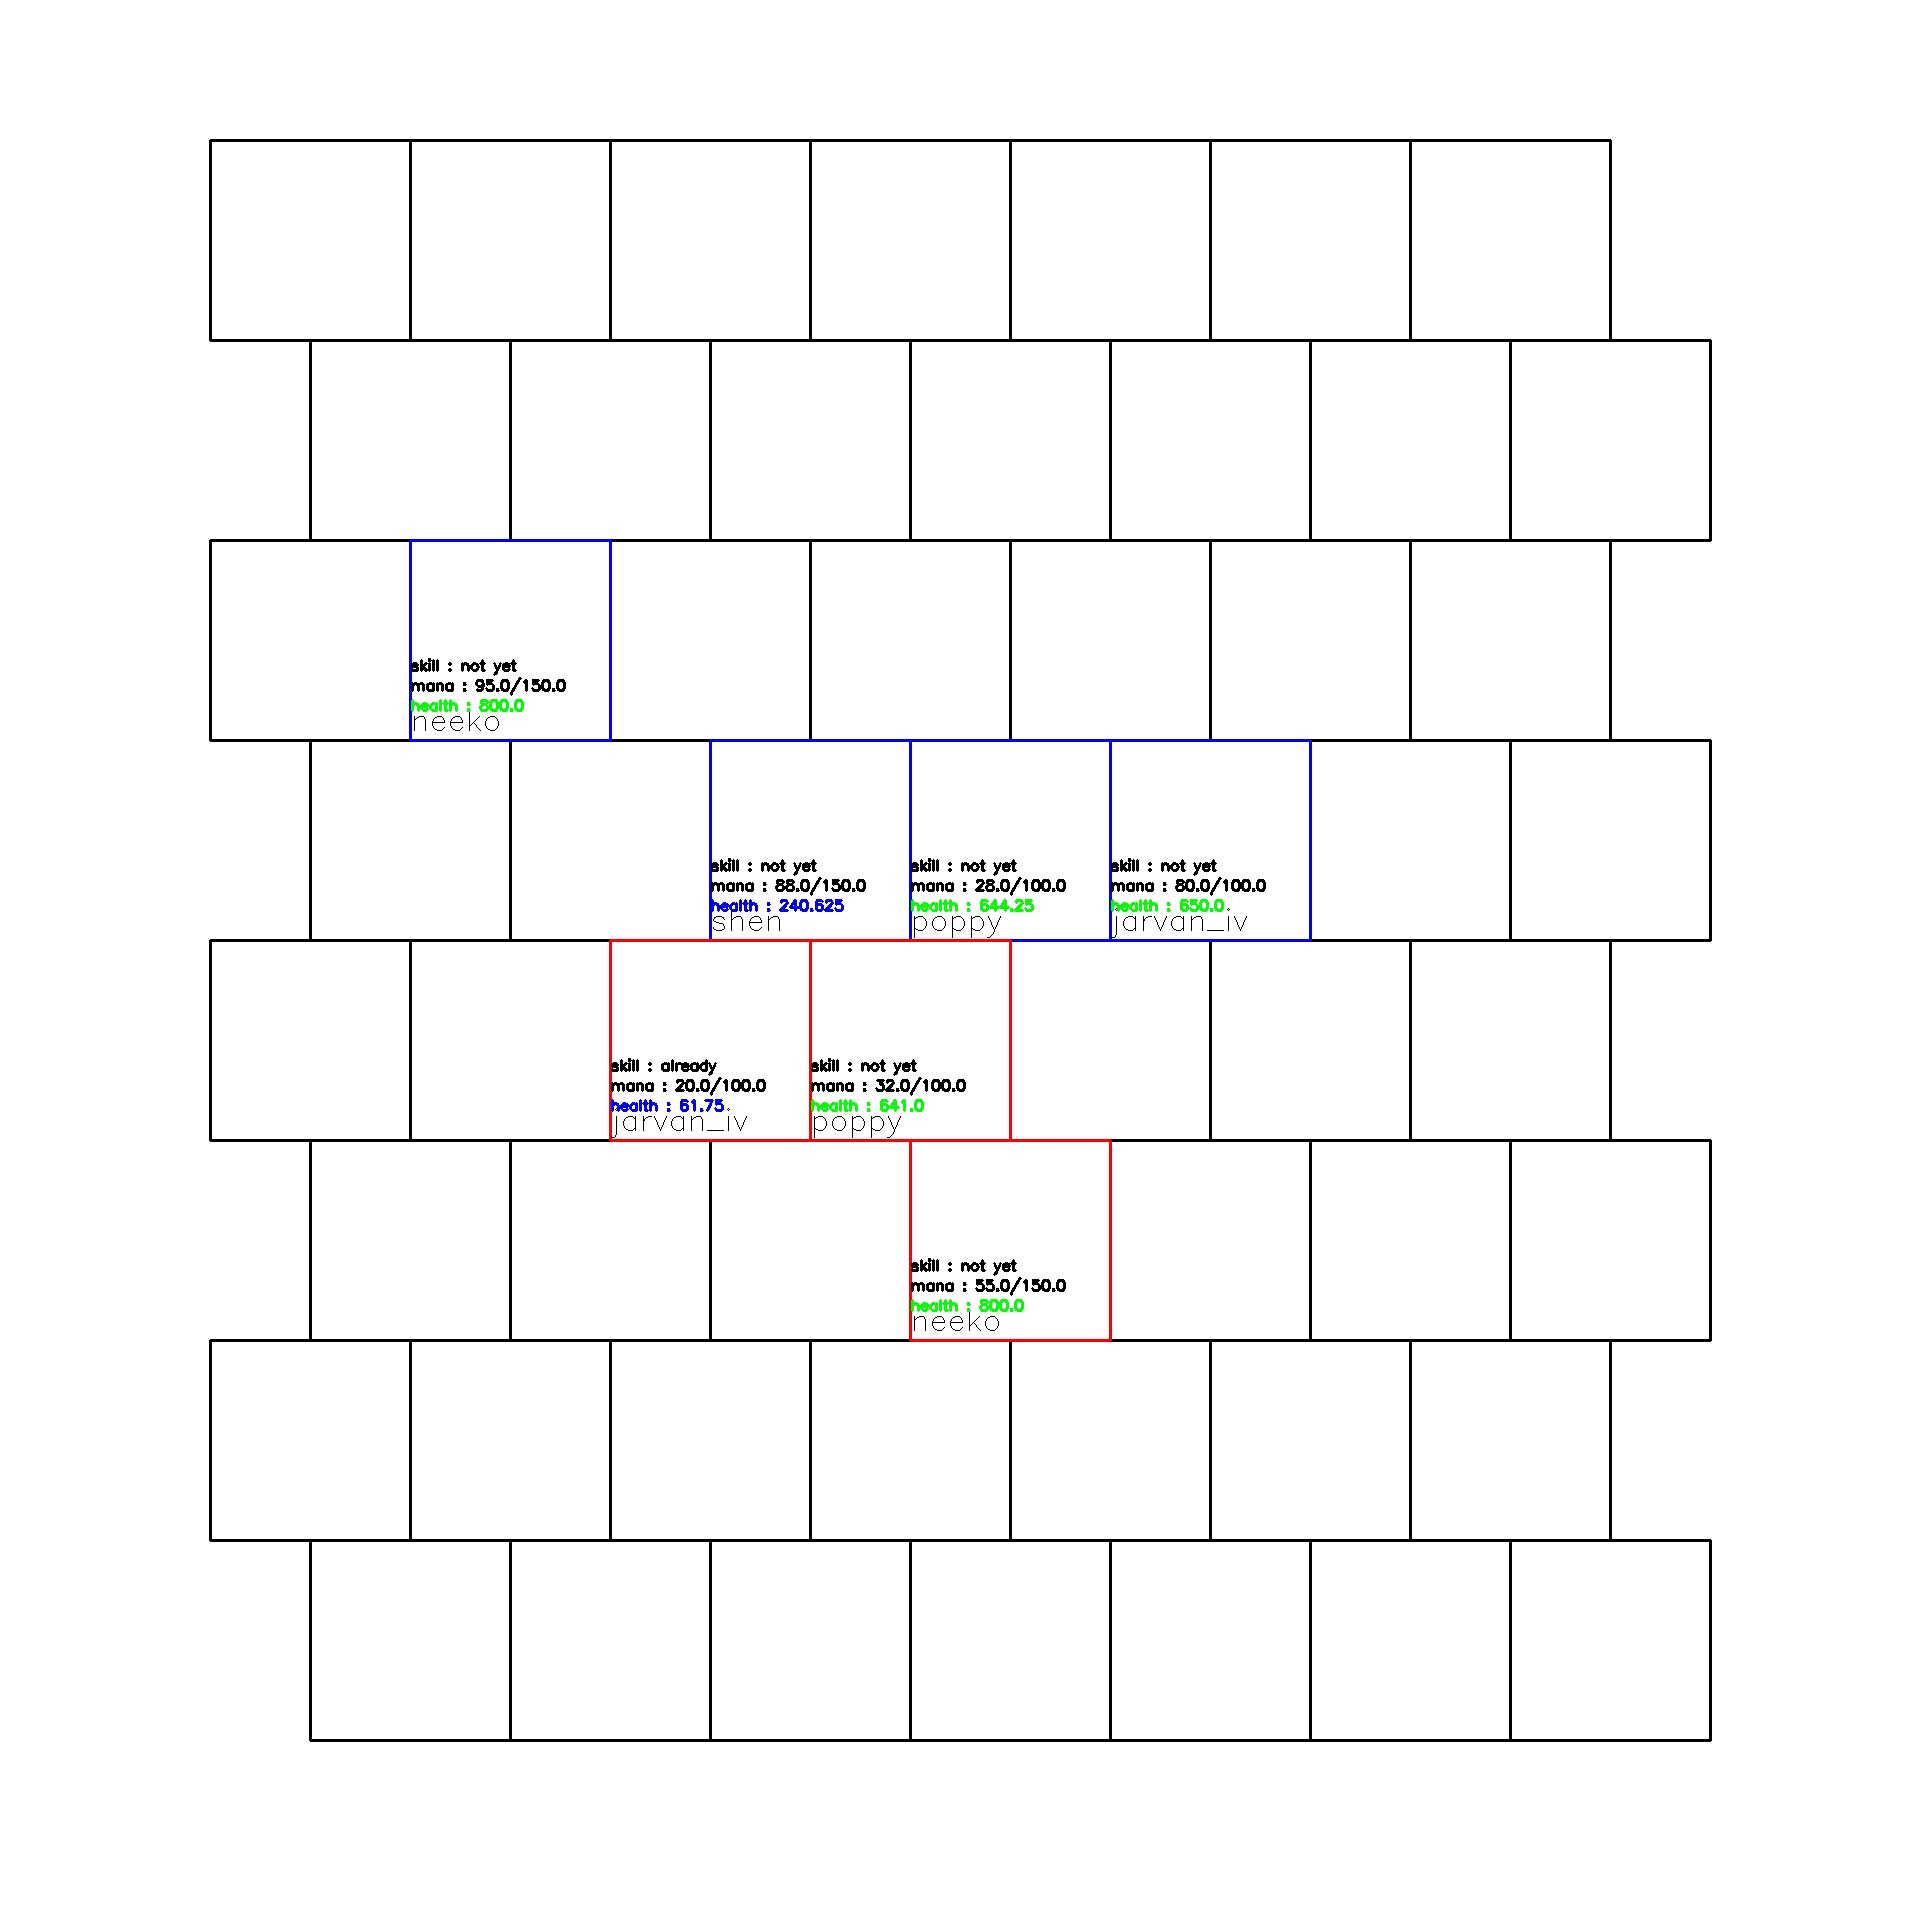 skill : not yet
mana : 95.0/150.0
health : 800.0
neeko
skill : not yet
mana : 88.0/150.0
health : 240.625
shen
skill : not yet
mana : 28.0/100.0
health : 644.25
poppy
skill : not yet
mana : 80.0/100.0
health : 650.0
jarvan_iv
skill : already
mana : 20.0/100.0
health : 61.75
jarvan_iv
skill : not yet
mana : 32.0/100.0
health : 641.0
poppy
skill : not yet
mana : 55.0/150.0
health : 800.0
neeko